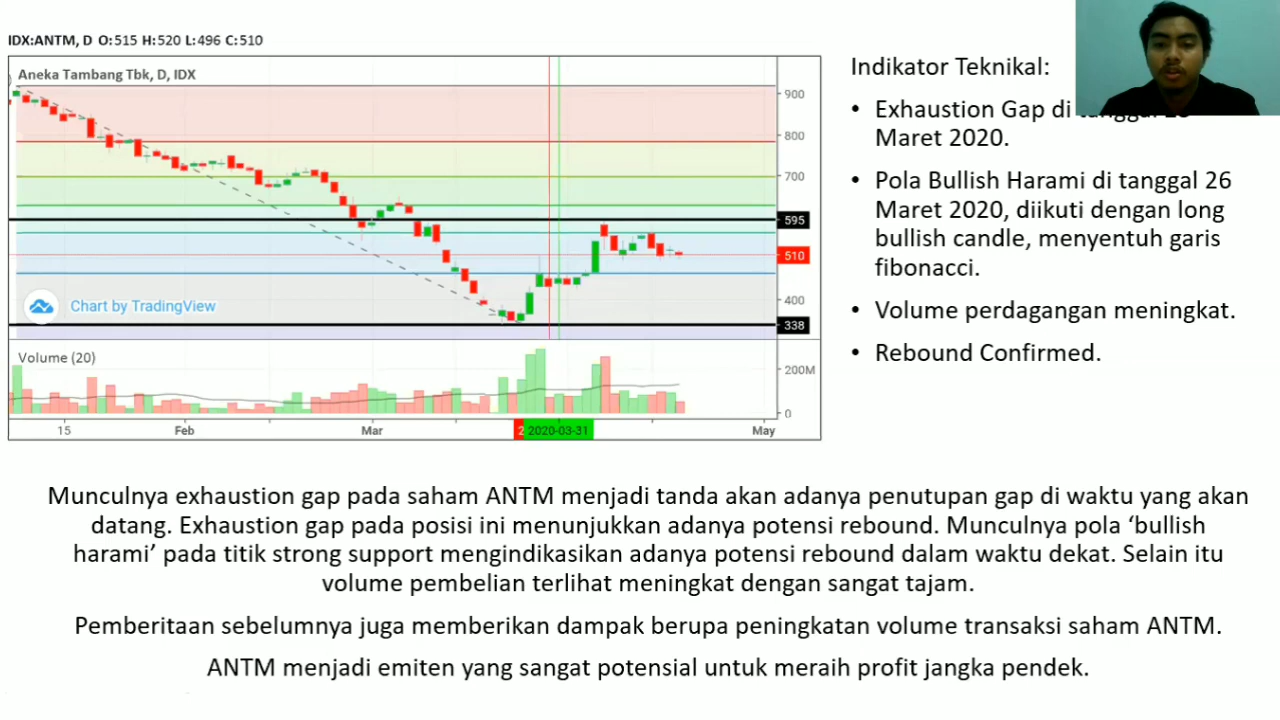 IDX:ANTM, D O:515 H:520 L:496 C:510
Aneka Tambang Tbk, D, IDX
900
800
700
595
510
400
338
Chart by TradingView
Volume (20)
200M
0
15
Feb
Mar
2
2020-03-31
May
Indikator Teknikal:
• Exhaustion Gap di tanggal
Maret 2020.
• Pola Bullish Harami di tanggal 26
Maret 2020, diikuti dengan long
bullish candle, menyentuh garis
fibonacci.
• Volume perdagangan meningkat.
• Rebound Confirmed.
Munculnya exhaustion gap pada saham ANTM menjadi tanda akan adanya penutupan gap di waktu yang akan
datang. Exhaustion gap pada posisi ini menunjukkan adanya potensi rebound. Munculnya pola ‘bullish
harami’ pada titik strong support mengindikasikan adanya potensi rebound dalam waktu dekat. Selain itu
volume pembelian terlihat meningkat dengan sangat tajam.
Pemberitaan sebelumnya juga memberikan dampak berupa peningkatan volume transaksi saham ANTM.
ANTM menjadi emiten yang sangat potensial untuk meraih profit jangka pendek.